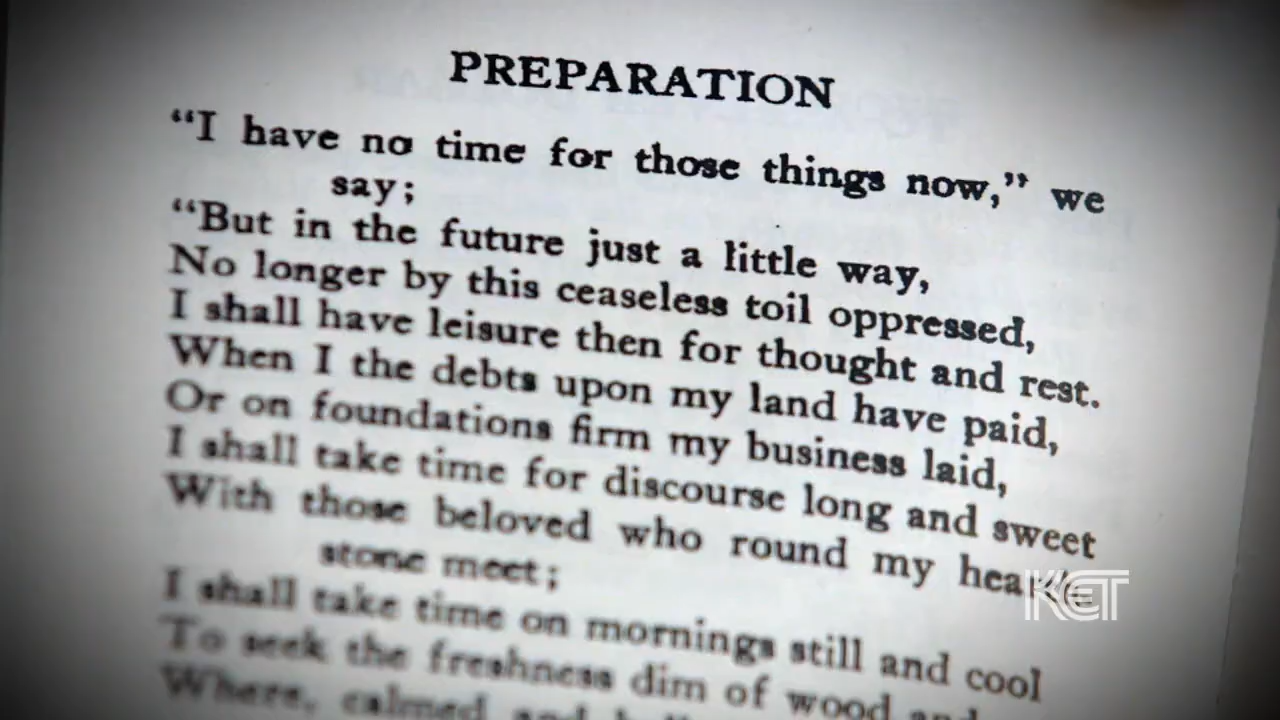 PREPARATION
“I have no time for those things now,” we
say;
“But in the future just a little way,
No longer by this ceaseless toil oppressed,
I shall have leisure then for thought and rest.
When I the debts upon my land have paid,
Or on foundations firm my business laid,
I shall take time for discourse long and sweet
With those beloved who round my
stone meet;
KET
I shall take time on mornings still and cool
To seek the freshness dim of wood and
Where, calmed and